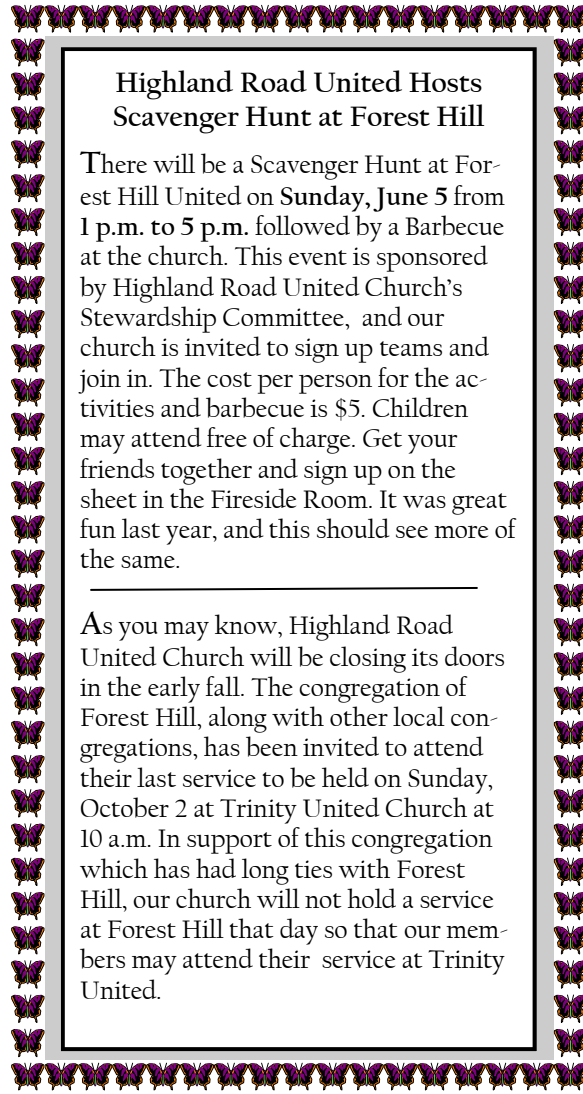 Highland Road United Hosts
Scavenger Hunt at Forest Hill
There will be a Scavenger Hunt at For-
est Hill United on Sunday, June 5 from
1 p.m. to 5 p.m. followed by a Barbecue
at the church. This event is sponsored
by Highland Road United Church's
Stewardship Committee,  and our
church is invited to sign up teams and
join in. The cost per person for the ac-
tivities and barbecue is $5. Children
may attend free of charge. Get your
friends together and sign up on the
sheet in the Fireside Room. It was great
fun last year, and this should see more of
the same.
As you may know, Highland Road
United Church will be closing its doors
in the early fall. The congregation of
Forest Hill, along with other local con-
gregations, has been invited to attend
their last service to be held on Sunday,
October 2 at Trinity United Church at
10 a.m. In support of this congregation
which has had long ties with Forest
Hill, our church will not hold a service
at Forest Hill that day so that our mem-
bers may attend their  service at Trinity
United.